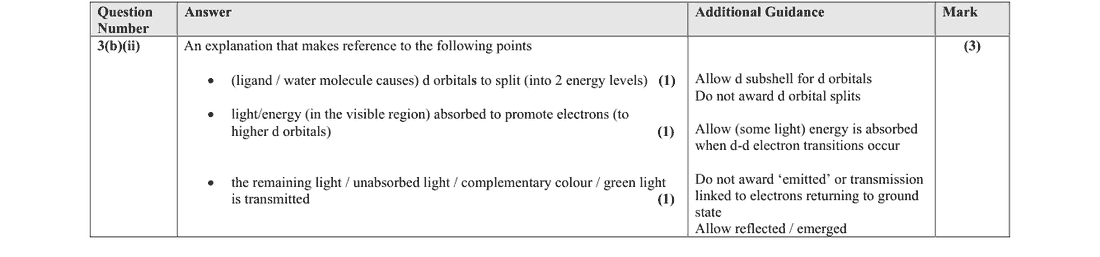 Question Number
Answer
Additional Guidance
Mark
3(b)(ii)
An explanation that makes reference to the following points
(3)
• (ligand / water molecule causes) d orbitals to split (into 2 energy levels) (1)
Allow d subshell for d orbitals
Do not award d orbital splits
• light/energy (in the visible region) absorbed to promote electrons (to
higher d orbitals) (1)
Allow (some light) energy is absorbed
when d-d electron transitions occur
• the remaining light / unabsorbed light / complementary colour / green light
is transmitted (1)
Do not award ‘emitted’ or transmission
linked to electrons returning to ground
state
Allow reflected / emerged